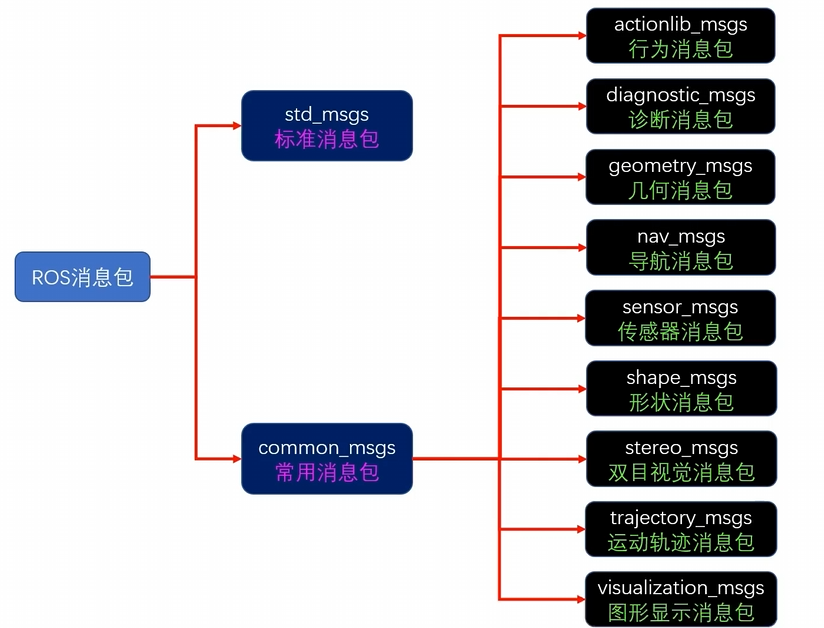 ROS消息包
std_msgs
标准消息包
common_msgs
常用消息包
actionlib_msgs
行为消息包
diagnostic_msgs
诊断消息包
geometry_msgs
几何消息包
nav_msgs
导航消息包
sensor_msgs
传感器消息包
shape_msgs
形状消息包
stereo_msgs
双目视觉消息包
trajectory_msgs
运动轨迹消息包
visualization_msgs
图形显示消息包